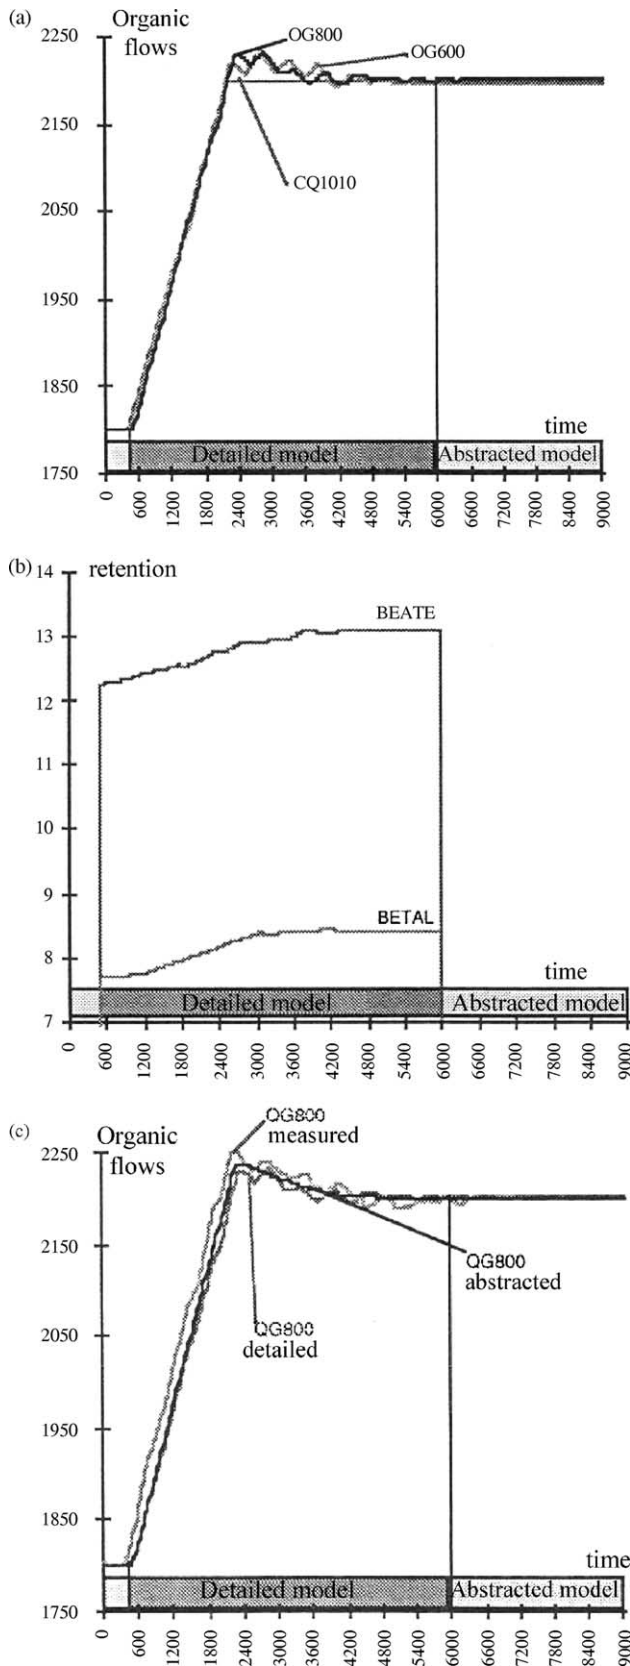 (a)
Organic
flows
2250
2150
2050
1950
1850
1750
OG800
OG600
CQ1010
time
Detailed model
Abstracted model
0
600
1200
1800
2400
3000
3600
4200
4800
5400
6000
6600
7200
7800
8400
9000
(b)
14
13
12
11
10
9
8
7
retention
BEATE
BETAL
time
Detailed model
Abstracted model
0
600
1200
1800
2400
3000
3600
4200
4800
5400
6000
6600
7200
7800
8400
9000
(c)
Organic
flows
2250
2150
2050
1950
1850
1750
QG800
measured
QG800
abstracted
QG800
detailed
time
Detailed model
Abstracted model
0
600
1200
1800
2400
3000
3600
4200
4800
5400
6000
6600
7200
7800
8400
9000